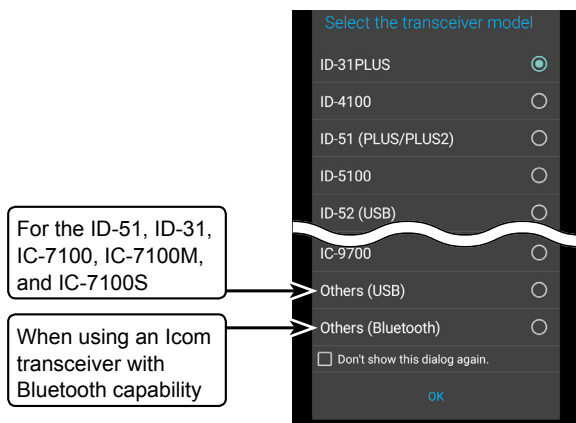 Select the transceiver model
ID-31PLUS
ID-4100
ID-51 (PLUS/PLUS2)
ID-5100
ID-52 (USB)
IC-9700
Others (USB)
Others (Bluetooth)
Don't show this dialog again.
OK
For the ID-51, ID-31,
IC-7100, IC-7100M,
and IC-7100S
When using an Icom
transceiver with
Bluetooth capability